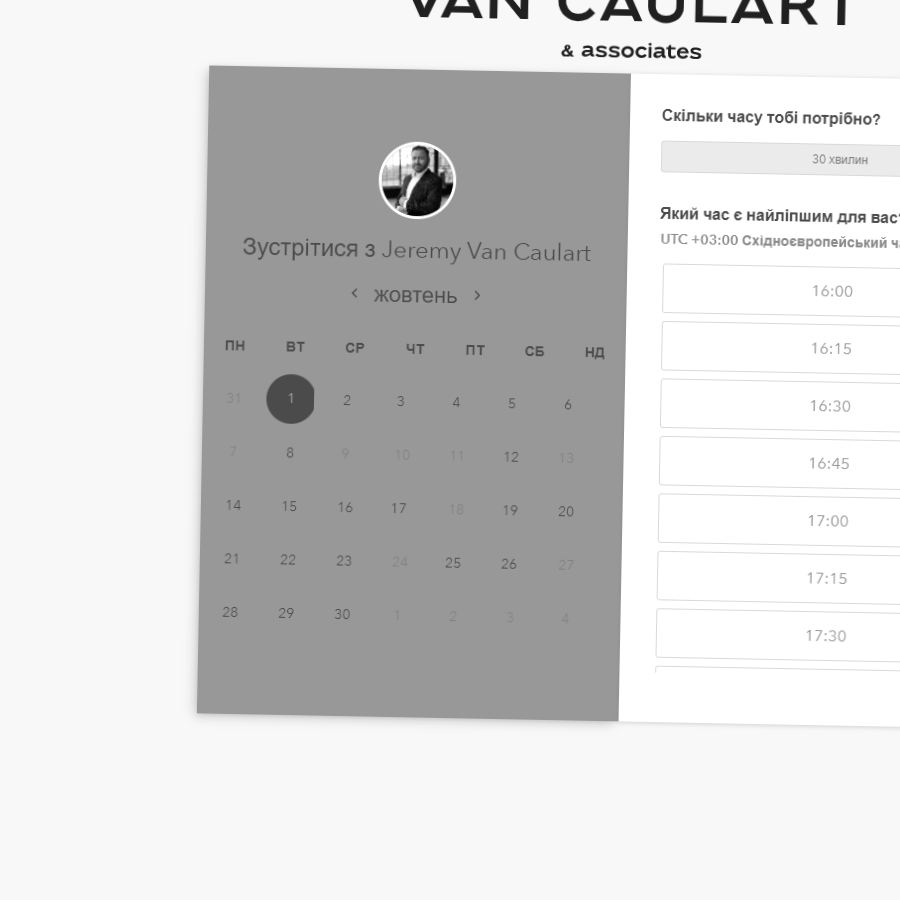 VAN CAULART
& associates
Зустрітися з Jeremy Van Caulart
жовтень
ПН ВТ СР ЧТ ПТ СБ НД
31 1 2 3 4 5 6
7 8 9 10 11 12 13
14 15 16 17 18 19 20
21 22 23 24 25 26 27
28 29 30 1 2 3 4
Скільки часу тобі потрібно?
30 хвилин
Який час є найліпшим для вас?
UTC +03:00 Східноєвропейський
16:00
16:15
16:30
16:45
17:00
17:15
17:30